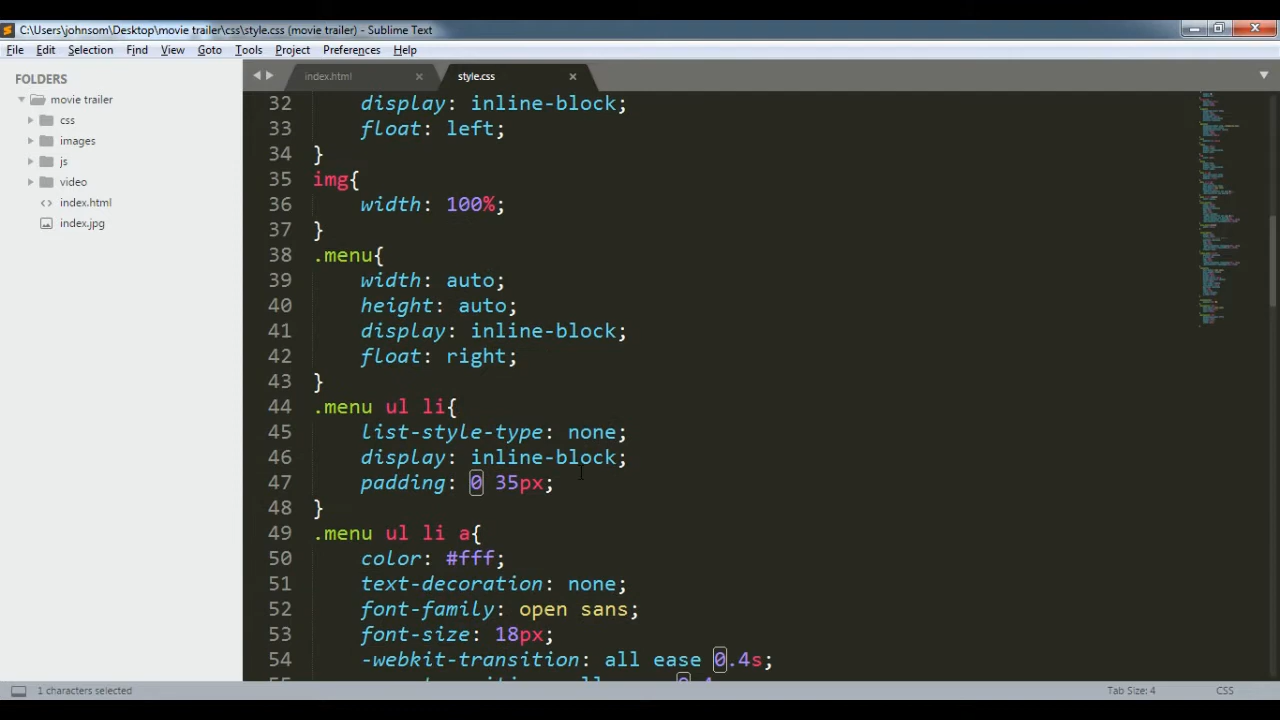 C:\Users\johnsom\Desktop\movie trailer\css\style.css (movie trailer) - Sublime Text
File Edit Selection Find View Goto Tools Project Preferences Help
FOLDERS
movie trailer
css
images
js
video
index.html
index.jpg
index.html
style.css
32 display: inline-block;
33 float: left;
34 }
35 img{
36 width: 100%;
37 }
38 .menu{
39 width: auto;
40 height: auto;
41 display: inline-block;
42 float: right;
43 }
44 .menu ul li{
45 list-style-type: none;
46 display: inline-block;
47 padding: 0 35px;
48 }
49 .menu ul li a{
50 color: #fff;
51 text-decoration: none;
52 font-family: open sans;
53 font-size: 18px;
54 -webkit-transition: all ease 0.4s;
1 characters selected
Tab Size: 4
CSS